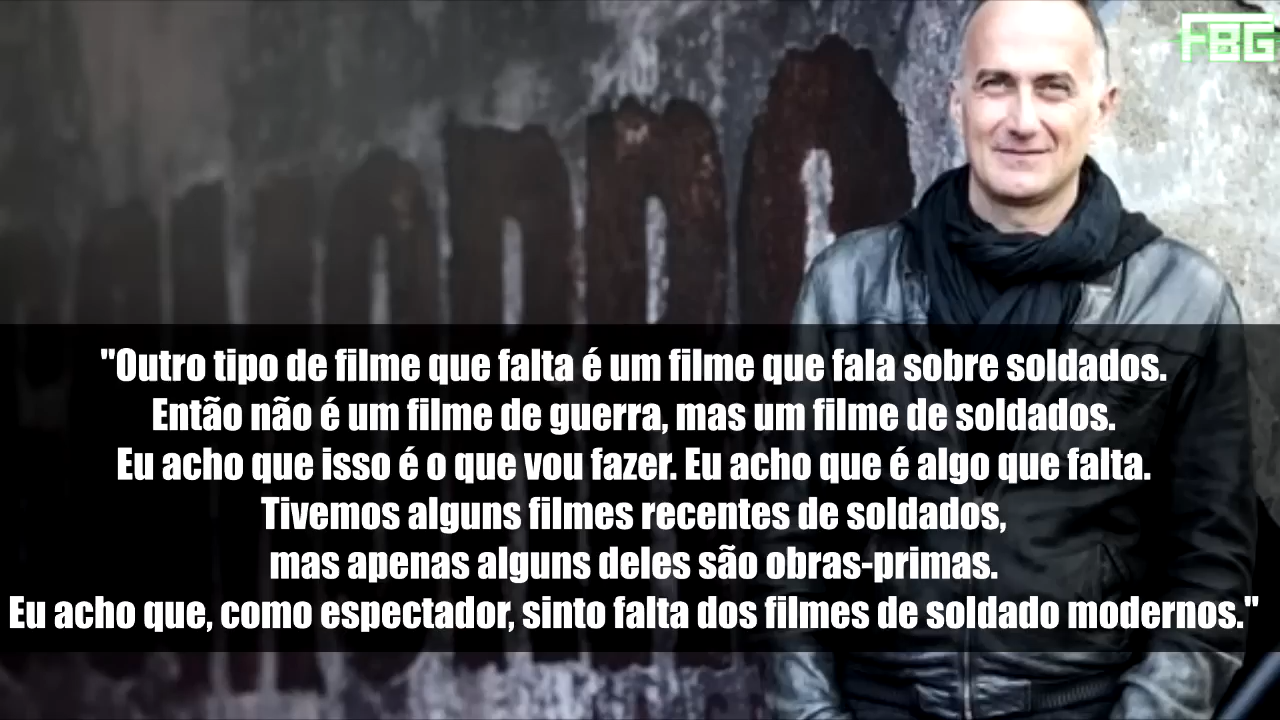 FBG
"Outro tipo de filme que falta é um filme que fala sobre soldados.
Então não é um filme de guerra, mas um filme de soldados.
Eu acho que isso é o que vou fazer. Eu acho que é algo que falta.
Tivemos alguns filmes recentes de soldados,
mas apenas alguns deles são obras-primas.
Eu acho que, como espectador, sinto falta dos filmes de soldado modernos."